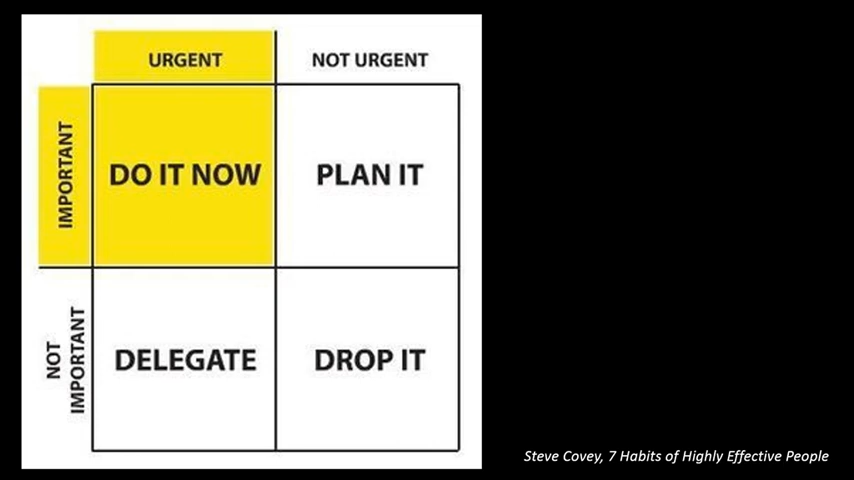 URGENT
NOT URGENT
IMPORTANT
DO IT NOW
PLAN IT
NOT
IMPORTANT
DELEGATE
DROP IT
Steve Covey, 7 Habits of Highly Effective People